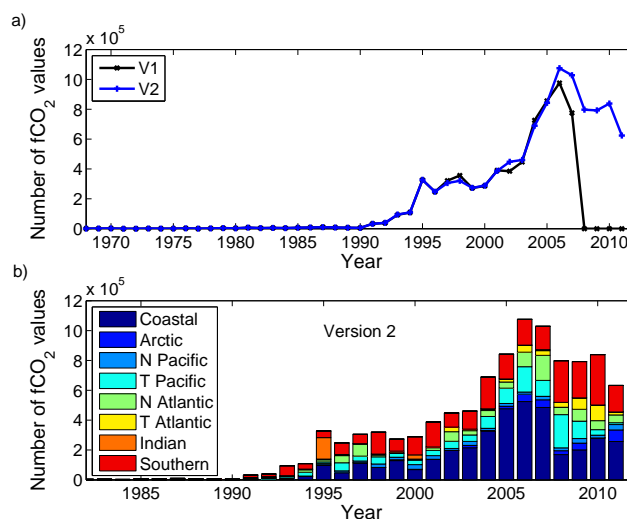 a)
x 10^5
12
10
8
6
4
2
0
Number of fCO₂ values
V1
V2
1970 1975 1980 1985 1990 1995 2000 2005 2010
Year
b)
x 10^5
12
10
8
6
4
2
0
Number of fCO₂ values
Version 2
Coastal
Arctic
N Pacific
T Pacific
N Atlantic
T Atlantic
Indian
Southern
1985 1990 1995 2000 2005 2010
Year